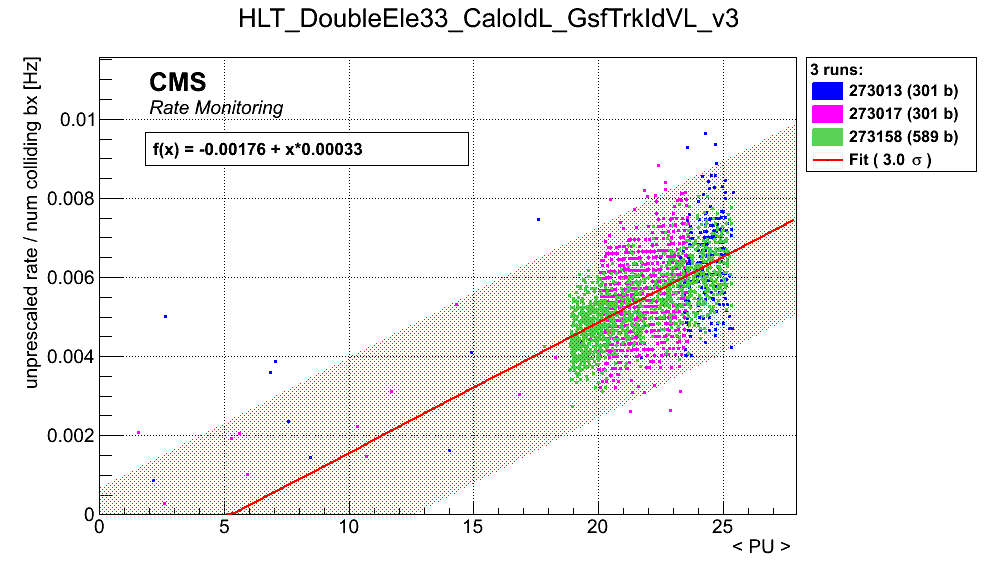 HLT_DoubleEle33_CaloIdL_GsfTrkIdVL_v3
unprescaled rate / num colliding bx [Hz]
CMS
Rate Monitoring
f(x) = -0.00176 + x*0.00033
3 runs:
273013 (301 b)
273017 (301 b)
273158 (589 b)
Fit ( 3.0 σ )
0.01
0.008
0.006
0.004
0.002
0
0 5 10 15 20 25
< PU >